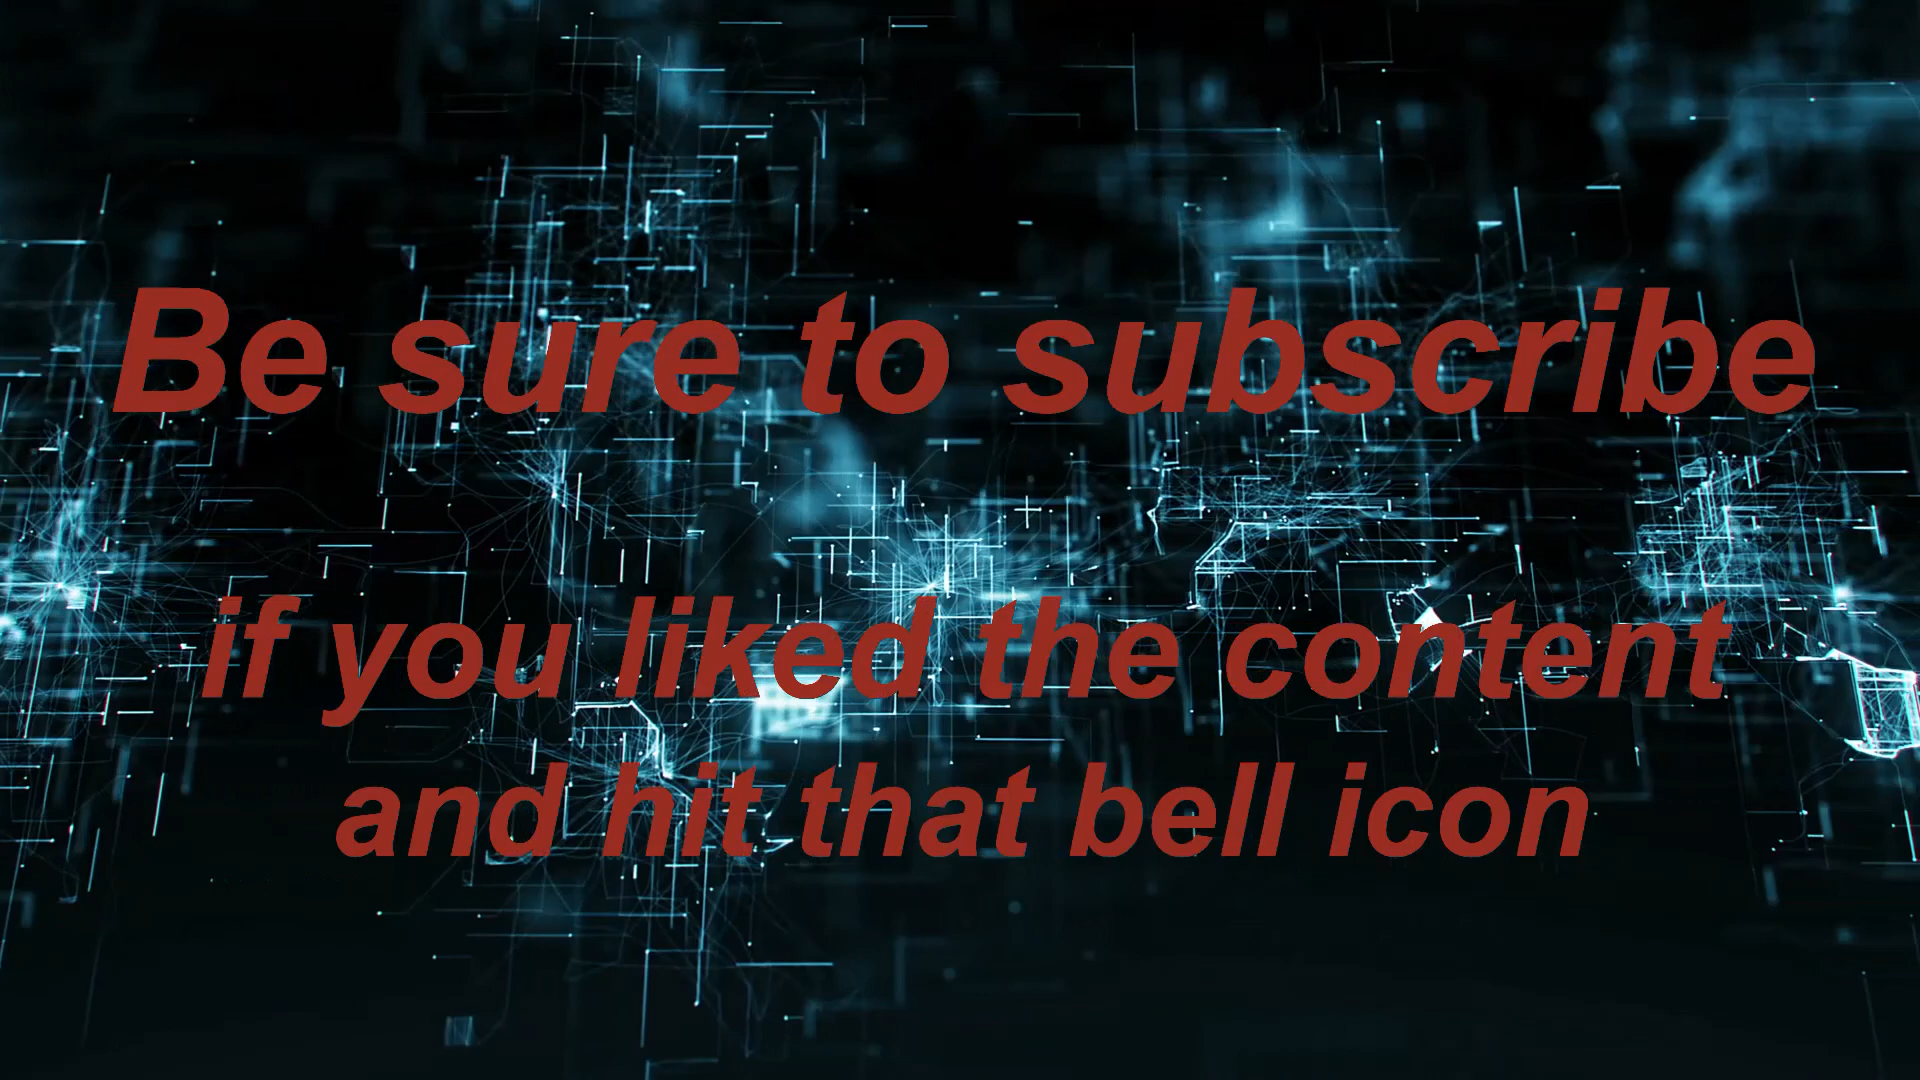 Be sure to subscribe
if you liked the content
and hit that bell icon